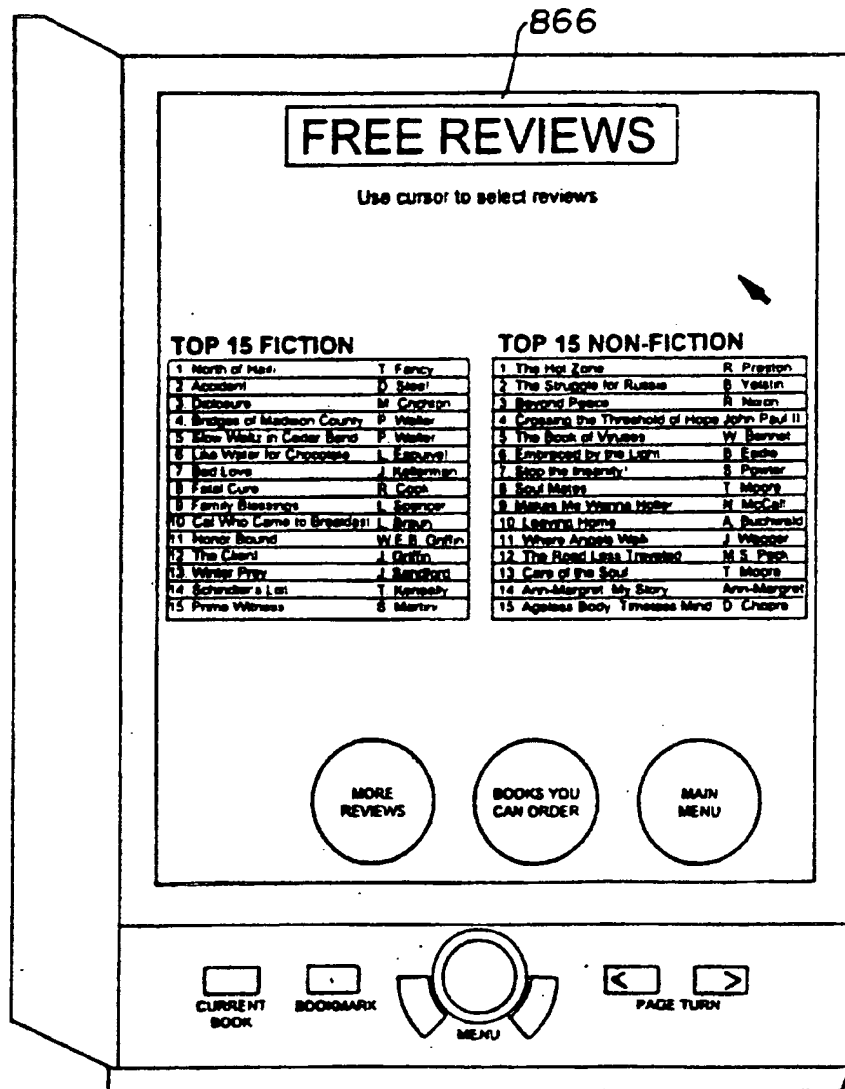 866
FREE REVIEWS
Use cursor to select reviews
TOP 15 FICTION
1 North of T Fancy
2 Accident D Steel
3 Disclosure M Crichton
4 Bridges of Madison County P Waller
5 Slow Waltz in Cedar Bend P. Waller
6 Like Water for Chocolate L Esquivel
7 Bad Love J Kellerman
8 Fatal Cure R Cook
9 Family Blessings L Spencer
10 Cat Who Came to Breakfast L Braun
11 Honor Bound W.E.B. Griffin
12 The Client J Griffin
13 Winter Prey J Sandford
14 Schindler's List T Keneally
15 Prime Witness S Martini
TOP 15 NON-FICTION
1 The Hot Zone R Preston
2 The Struggle for Russia B Yeltsin
3 Beyond Peace R Nixon
4 Crossing the Threshold of Hope John Paul II
5 The Book of Viruses W Bennet
6 Embraced by the Light B Eadie
7 Stop the Insanity! S Powter
8 Soul Mates T Moore
9 Makes Me Wanna Holler N McCall
10 Leaving Home A Buchwald
11 Where Angels Walk J
12 The Road Less Traveled M.S. Peck
13 Care of the Soul T Moore
14 Ann-Margret My Story Ann-Margret
15 Ageless Body Timeless Mind D Chopra
MORE
REVIEWS
BOOKS YOU
CAN ORDER
MAIN
MENU
CURRENT
BOOK
BOOKMARK
MENU
< >
PAGE TURN